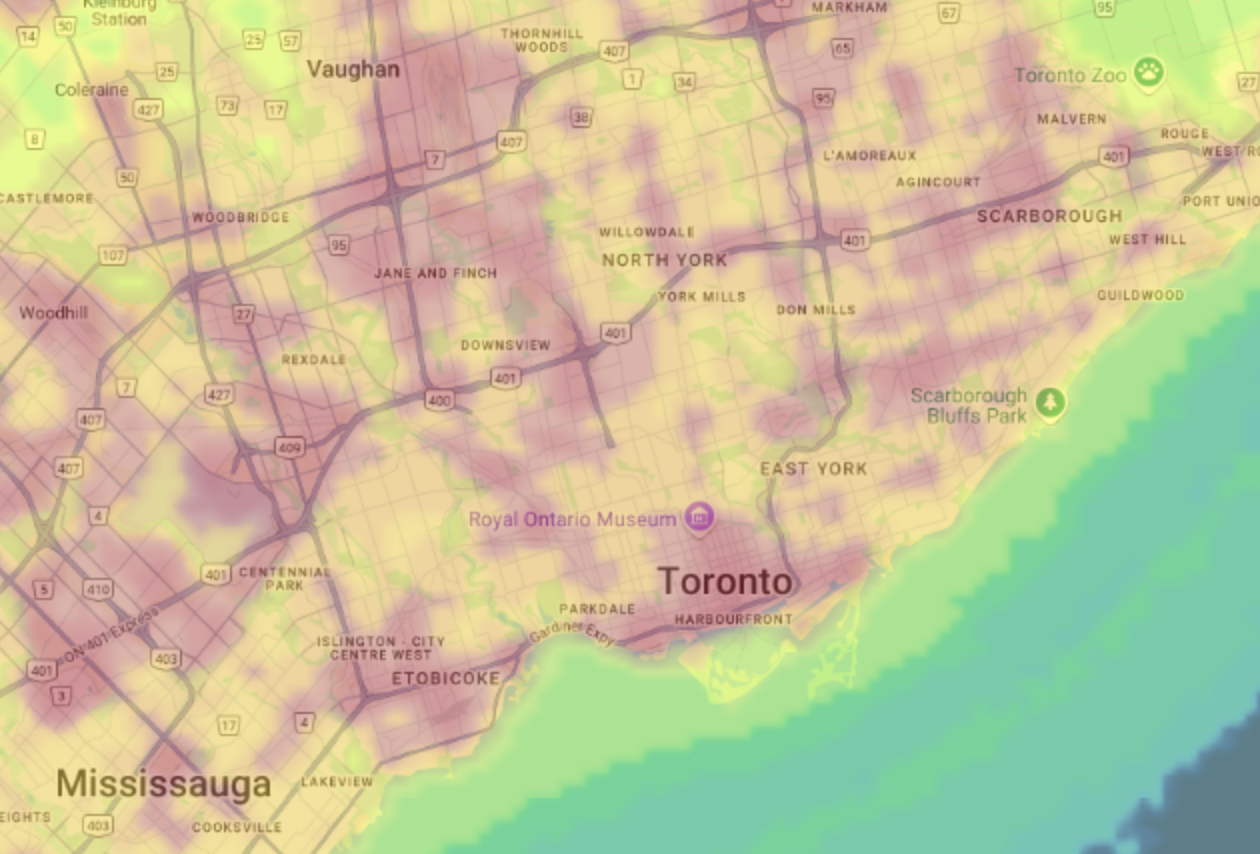 Kleinburg
Station
MARKHAM
50
14
25
57
67
95
THORNHILL
WOODS
407
65
Vaughan
1
34
Toronto Zoo
27
25
Coleraine
427
73
17
95
38
MALVERN
8
407
ROUGE
7
L'AMOREAUX
401
50
AGINCOURT
CASTLEMORE
PORT UNIO
WOODBRIDGE
SCARBOROUGH
WILLOWDALE
95
401
WEST HILL
107
NORTH YORK
JANE AND FINCH
YORK MILLS
GUILDWOOD
Woodhill
27
DON MILLS
401
DOWNSVIEW
REXDALE
401
7
427
400
Scarborough
Bluffs Park
407
409
407
EAST YORK
4
Royal Ontario Museum
401
CENTENNIAL
PARK
5
410
Toronto
PARKDALE
HARBOURFRONT
ON 401 Express
Gardiner Expy
ISLINGTON - CITY
CENTRE WEST
403
401
ETOBICOKE
3
17
4
Mississauga
LAKEVIEW
EIGHTS
403
COOKSVILLE